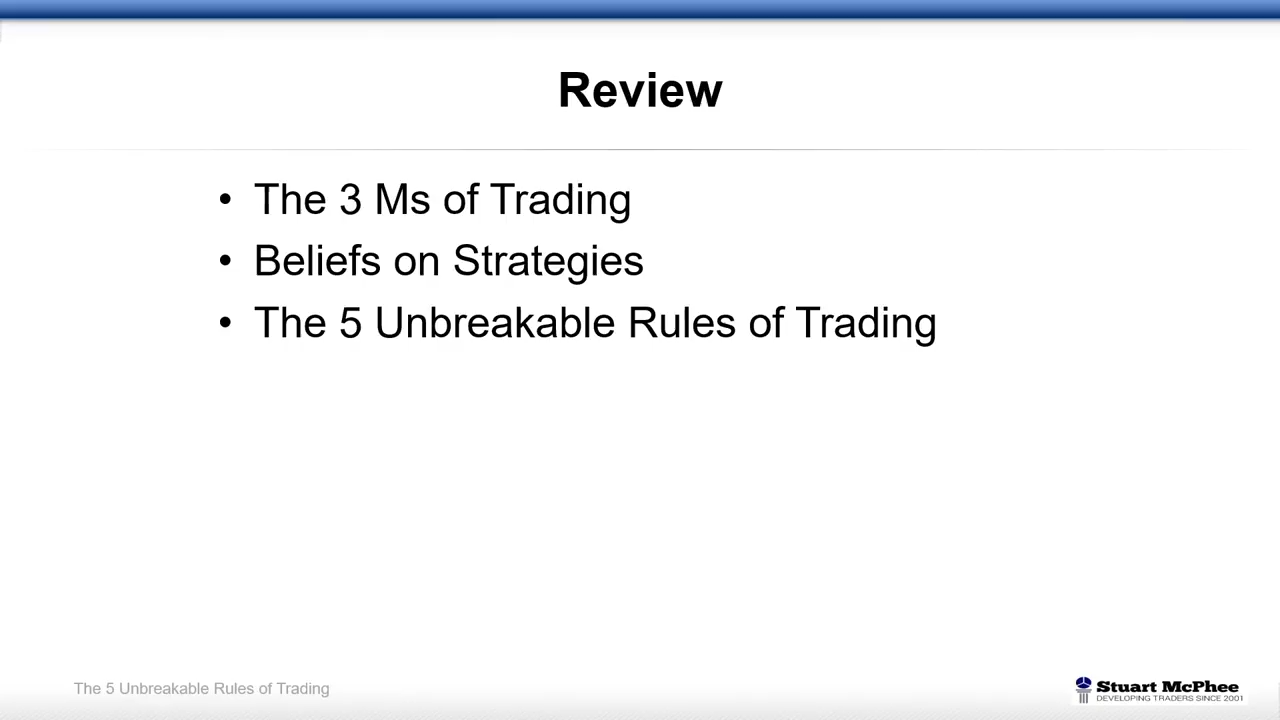 Review
• The 3 Ms of Trading
• Beliefs on Strategies
• The 5 Unbreakable Rules of Trading
The 5 Unbreakable Rules of Trading
Stuart McPhee
DEVELOPING TRADERS SINCE 2001